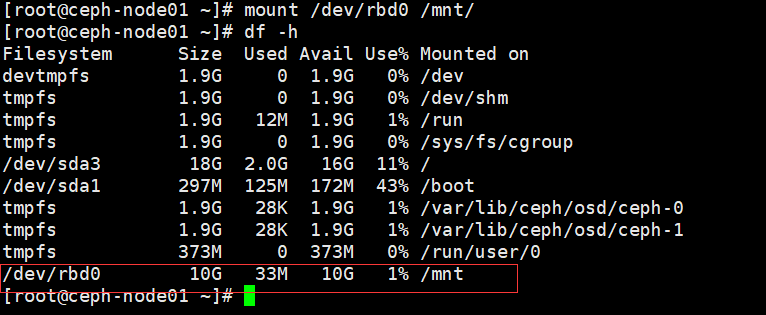 [root@ceph-node01 ~]# mount /dev/rbd0 /mnt/
[root@ceph-node01 ~]# df -h
Filesystem      Size  Used Avail Use% Mounted on
devtmpfs        1.9G     0  1.9G   0% /dev
tmpfs           1.9G     0  1.9G   0% /dev/shm
tmpfs           1.9G   12M  1.9G   1% /run
tmpfs           1.9G     0  1.9G   0% /sys/fs/cgroup
/dev/sda3        18G  2.0G   16G  11% /
/dev/sda1       297M  125M  172M  43% /boot
tmpfs           1.9G   28K  1.9G   1% /var/lib/ceph/osd/ceph-0
tmpfs           1.9G   28K  1.9G   1% /var/lib/ceph/osd/ceph-1
tmpfs           373M     0  373M   0% /run/user/0
/dev/rbd0        10G   33M   10G   1% /mnt
[root@ceph-node01 ~]#